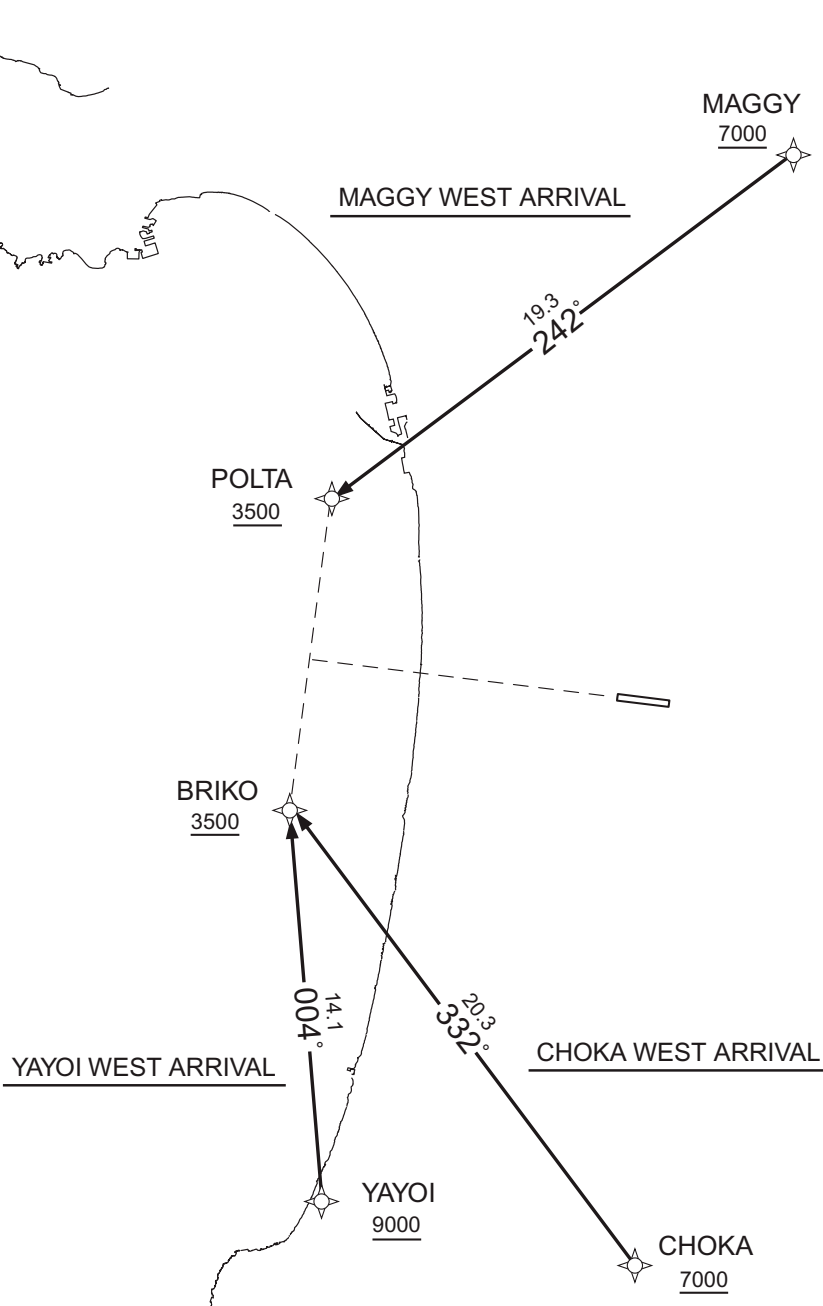 MAGGY
7000
MAGGY WEST ARRIVAL
19.3
242°
POLTA
3500
BRIKO
3500
14.1
004°
20.3
332°
YAYOI WEST ARRIVAL
CHOKA WEST ARRIVAL
YAYOI
9000
CHOKA
7000